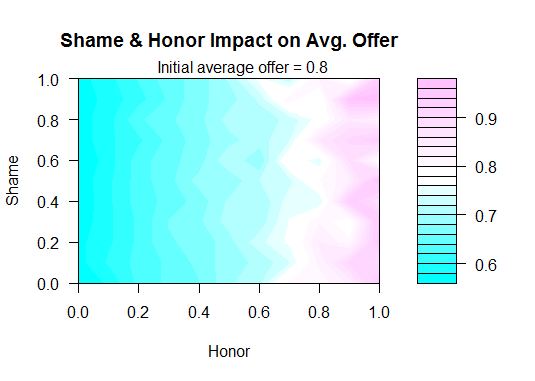 Shame & Honor Impact on Avg. Offer
Initial average offer = 0.8
1.0
0.8
0.6
0.4
0.2
0.0
Shame
0.0 0.2 0.4 0.6 0.8 1.0
Honor
0.9
0.8
0.7
0.6